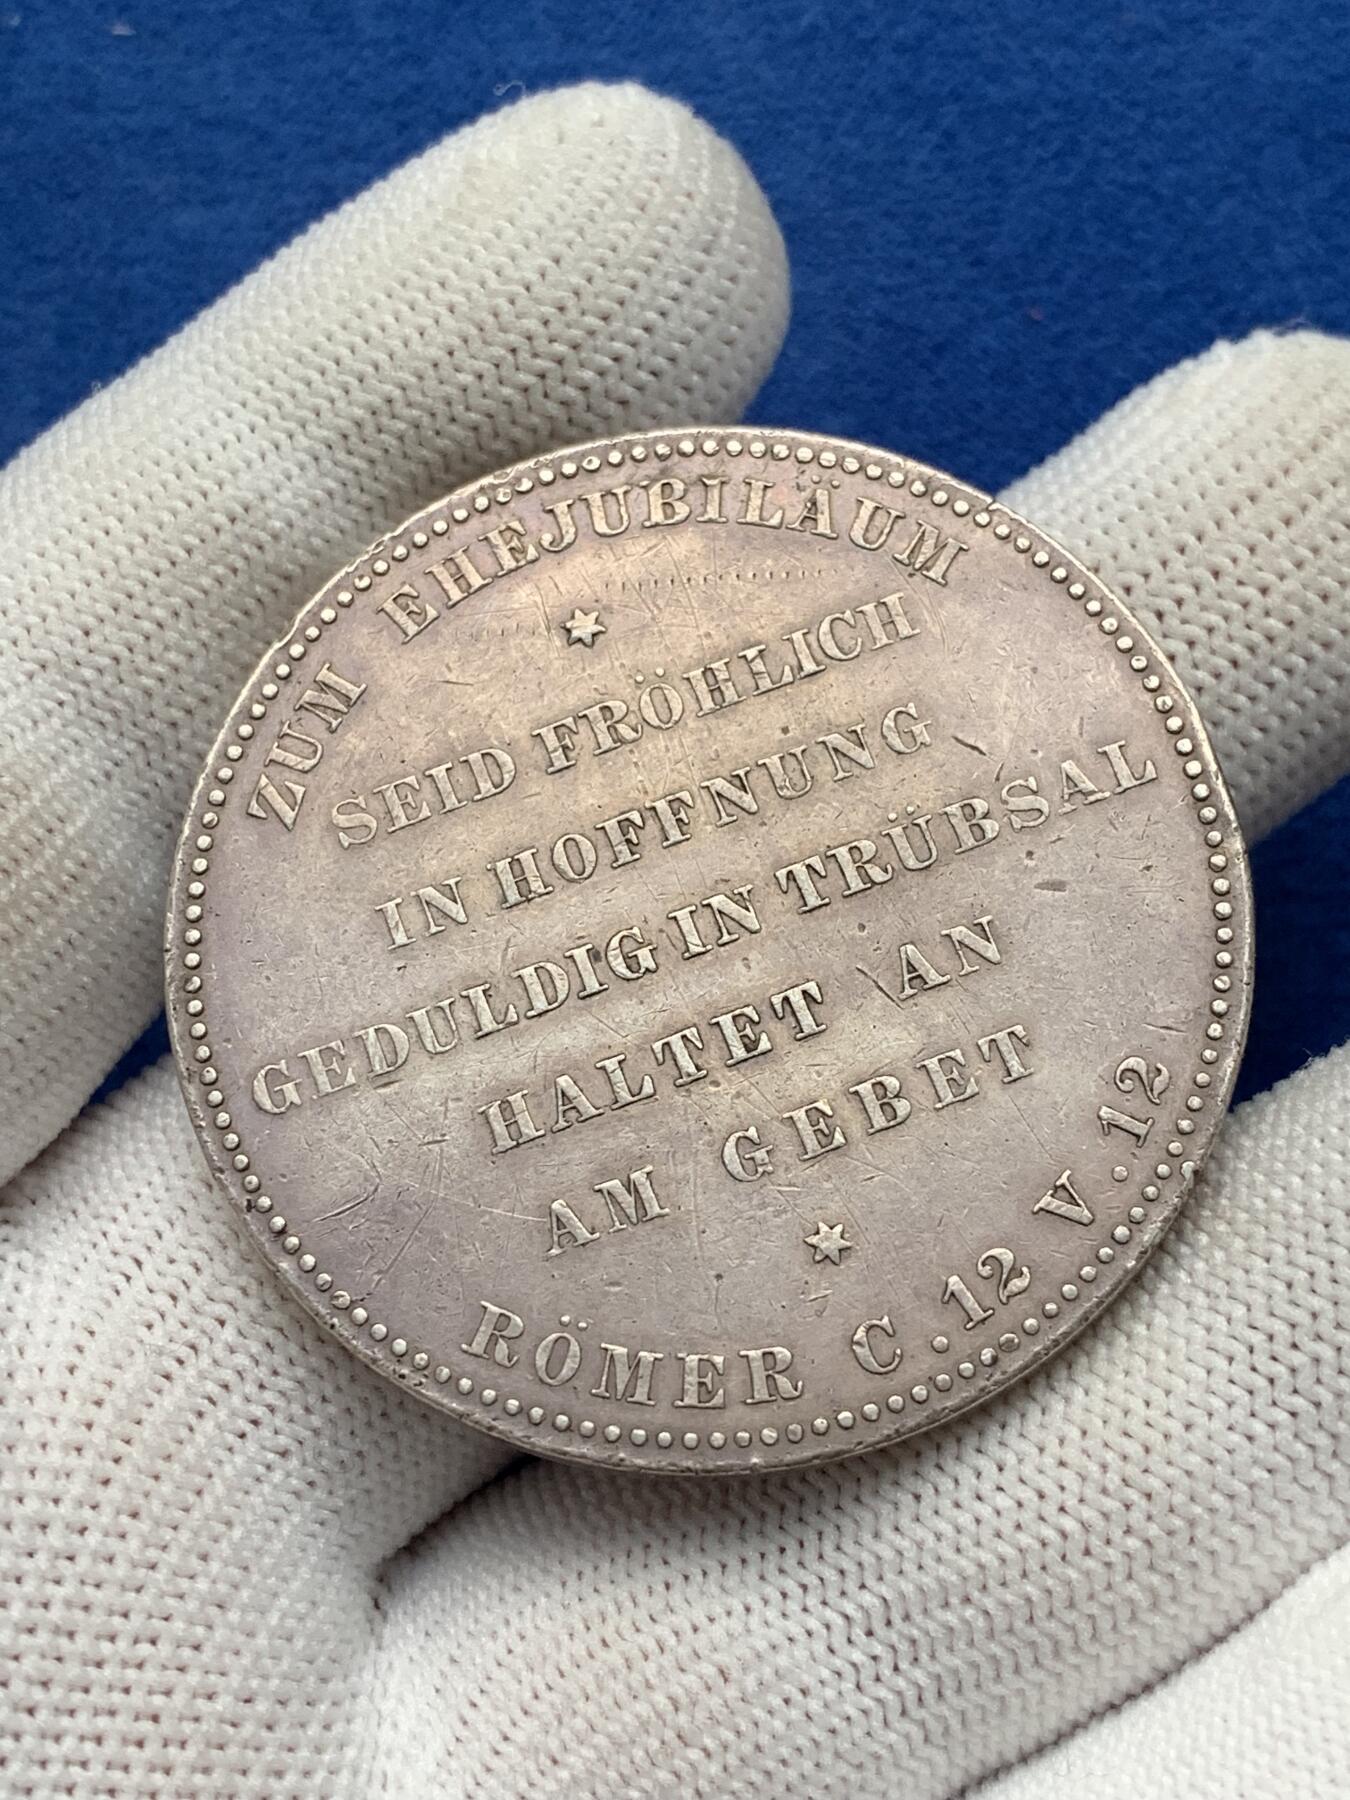 ZUM EHEJUBILÄUM
SEID FRÖHLICH
IN HOFFNUNG
GEDULDIG IN TRÜBSAL
HALTET AN
AM GEBET
RÖMER C. 12 V. 12